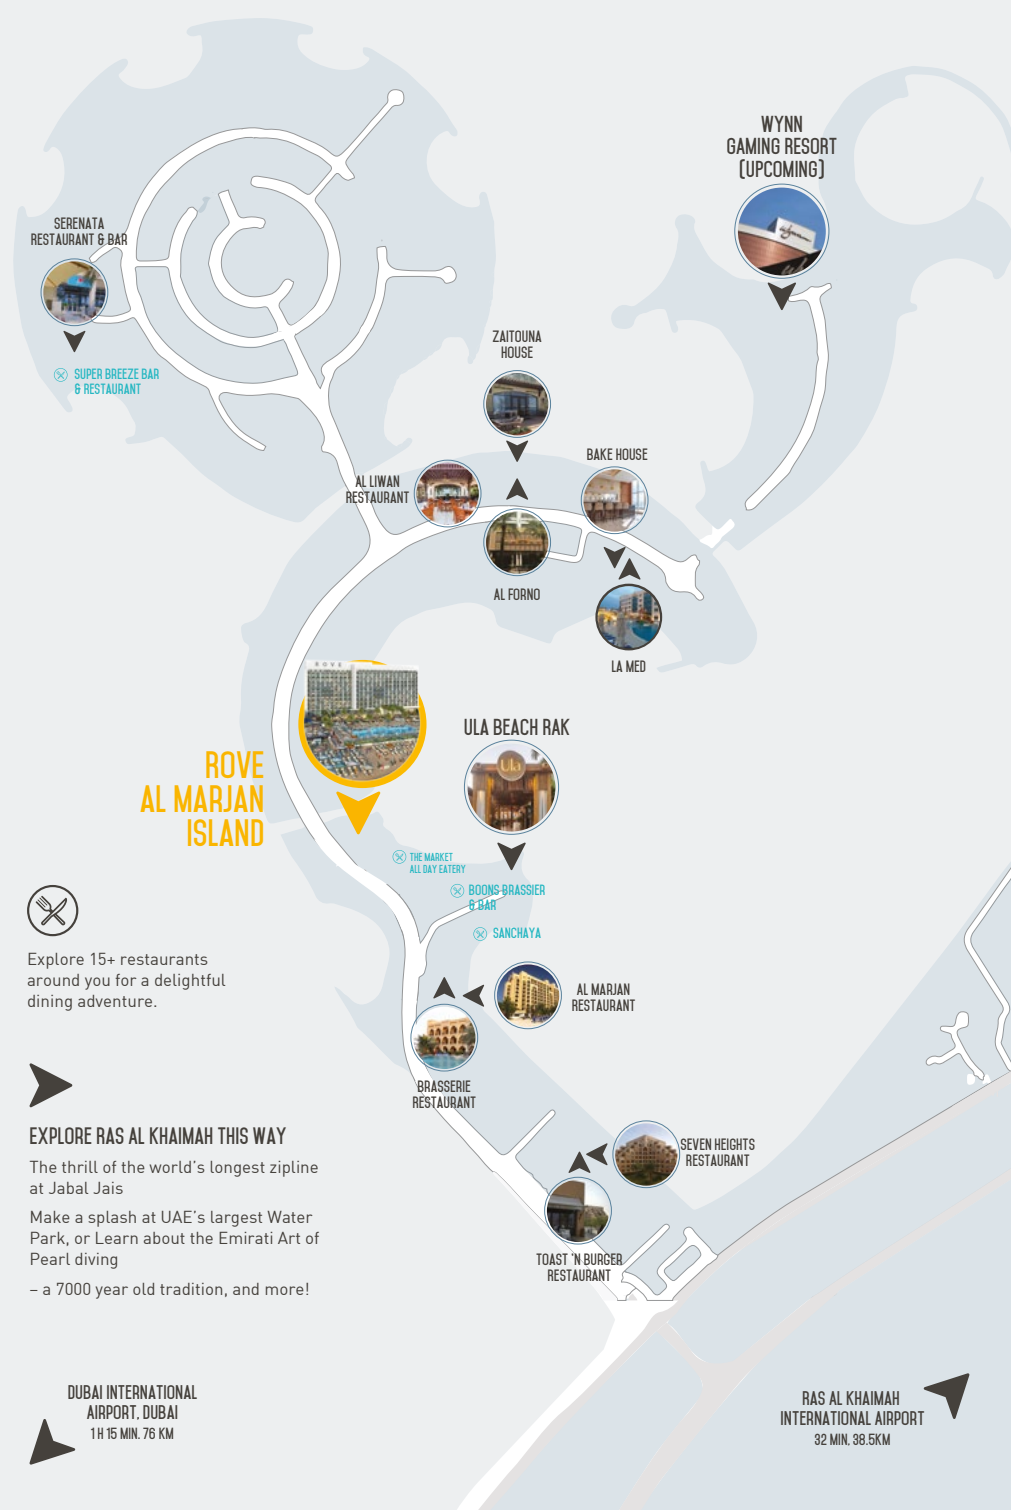 WYNN
GAMING RESORT
(UPCOMING)
SERENATA
RESTAURANT & BAR
SUPER BREEZE BAR
& RESTAURANT
ZAITOUNA
HOUSE
BAKE HOUSE
AL LIWAN
RESTAURANT
AL FORNO
LA MED
ROVE
ULA BEACH RAK
Ula
ROVE
AL MARJAN
ISLAND
THE MARKET
ALL DAY EATERY
BOONS BRASSIER
& BAR
SANCHAYA
Explore 15+ restaurants
around you for a delightful
dining adventure.
AL MARJAN
RESTAURANT
BRASSERIE
RESTAURANT
EXPLORE RAS AL KHAIMAH THIS WAY
The thrill of the world's longest zipline
at Jabal Jais
Make a splash at UAE's largest Water
Park, or Learn about the Emirati Art of
Pearl diving
– a 7000 year old tradition, and more!
SEVEN HEIGHTS
RESTAURANT
TOAST 'N BURGER
RESTAURANT
DUBAI INTERNATIONAL
AIRPORT, DUBAI
1 H 15 MIN. 76 KM
RAS AL KHAIMAH
INTERNATIONAL AIRPORT
32 MIN, 38.5KM